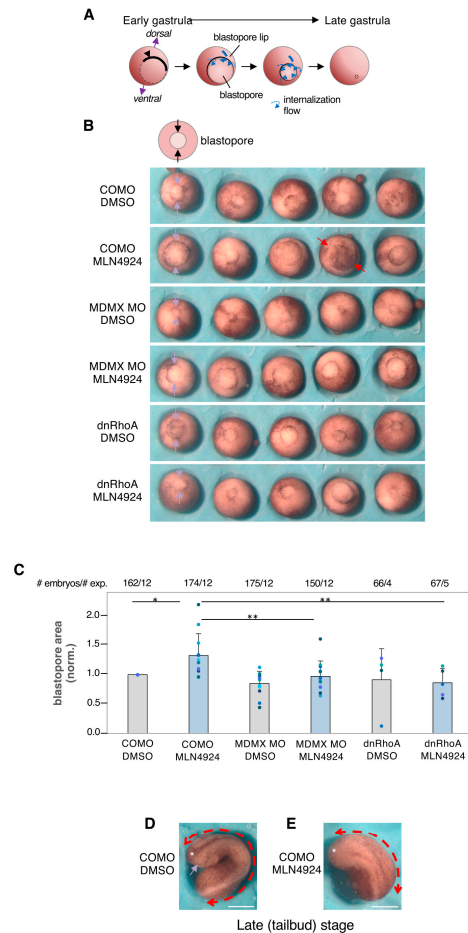 A
Early gastrula
Late gastrula
dorsal
blastopore lip
ventral
blastopore
internalization
flow
B
blastopore
COMO
DMSO
COMO
MLN4924
MDMX MO
DMSO
MDMX MO
MLN4924
dnRhoA
DMSO
dnRhoA
MLN4924
C
# embryos/# exp. 162/12 174/12 175/12 150/12 66/4 67/5
* **
**
blastopore area
(norm.)
2.0
1.5
1.0
0.5
0.0
COMO
DMSO
COMO
MLN4924
MDMX MO
DMSO
MDMX MO
MLN4924
dnRhoA
DMSO
dnRhoA
MLN4924
D
COMO
DMSO
*
E
COMO
MLN4924
*
Late (tailbud) stage